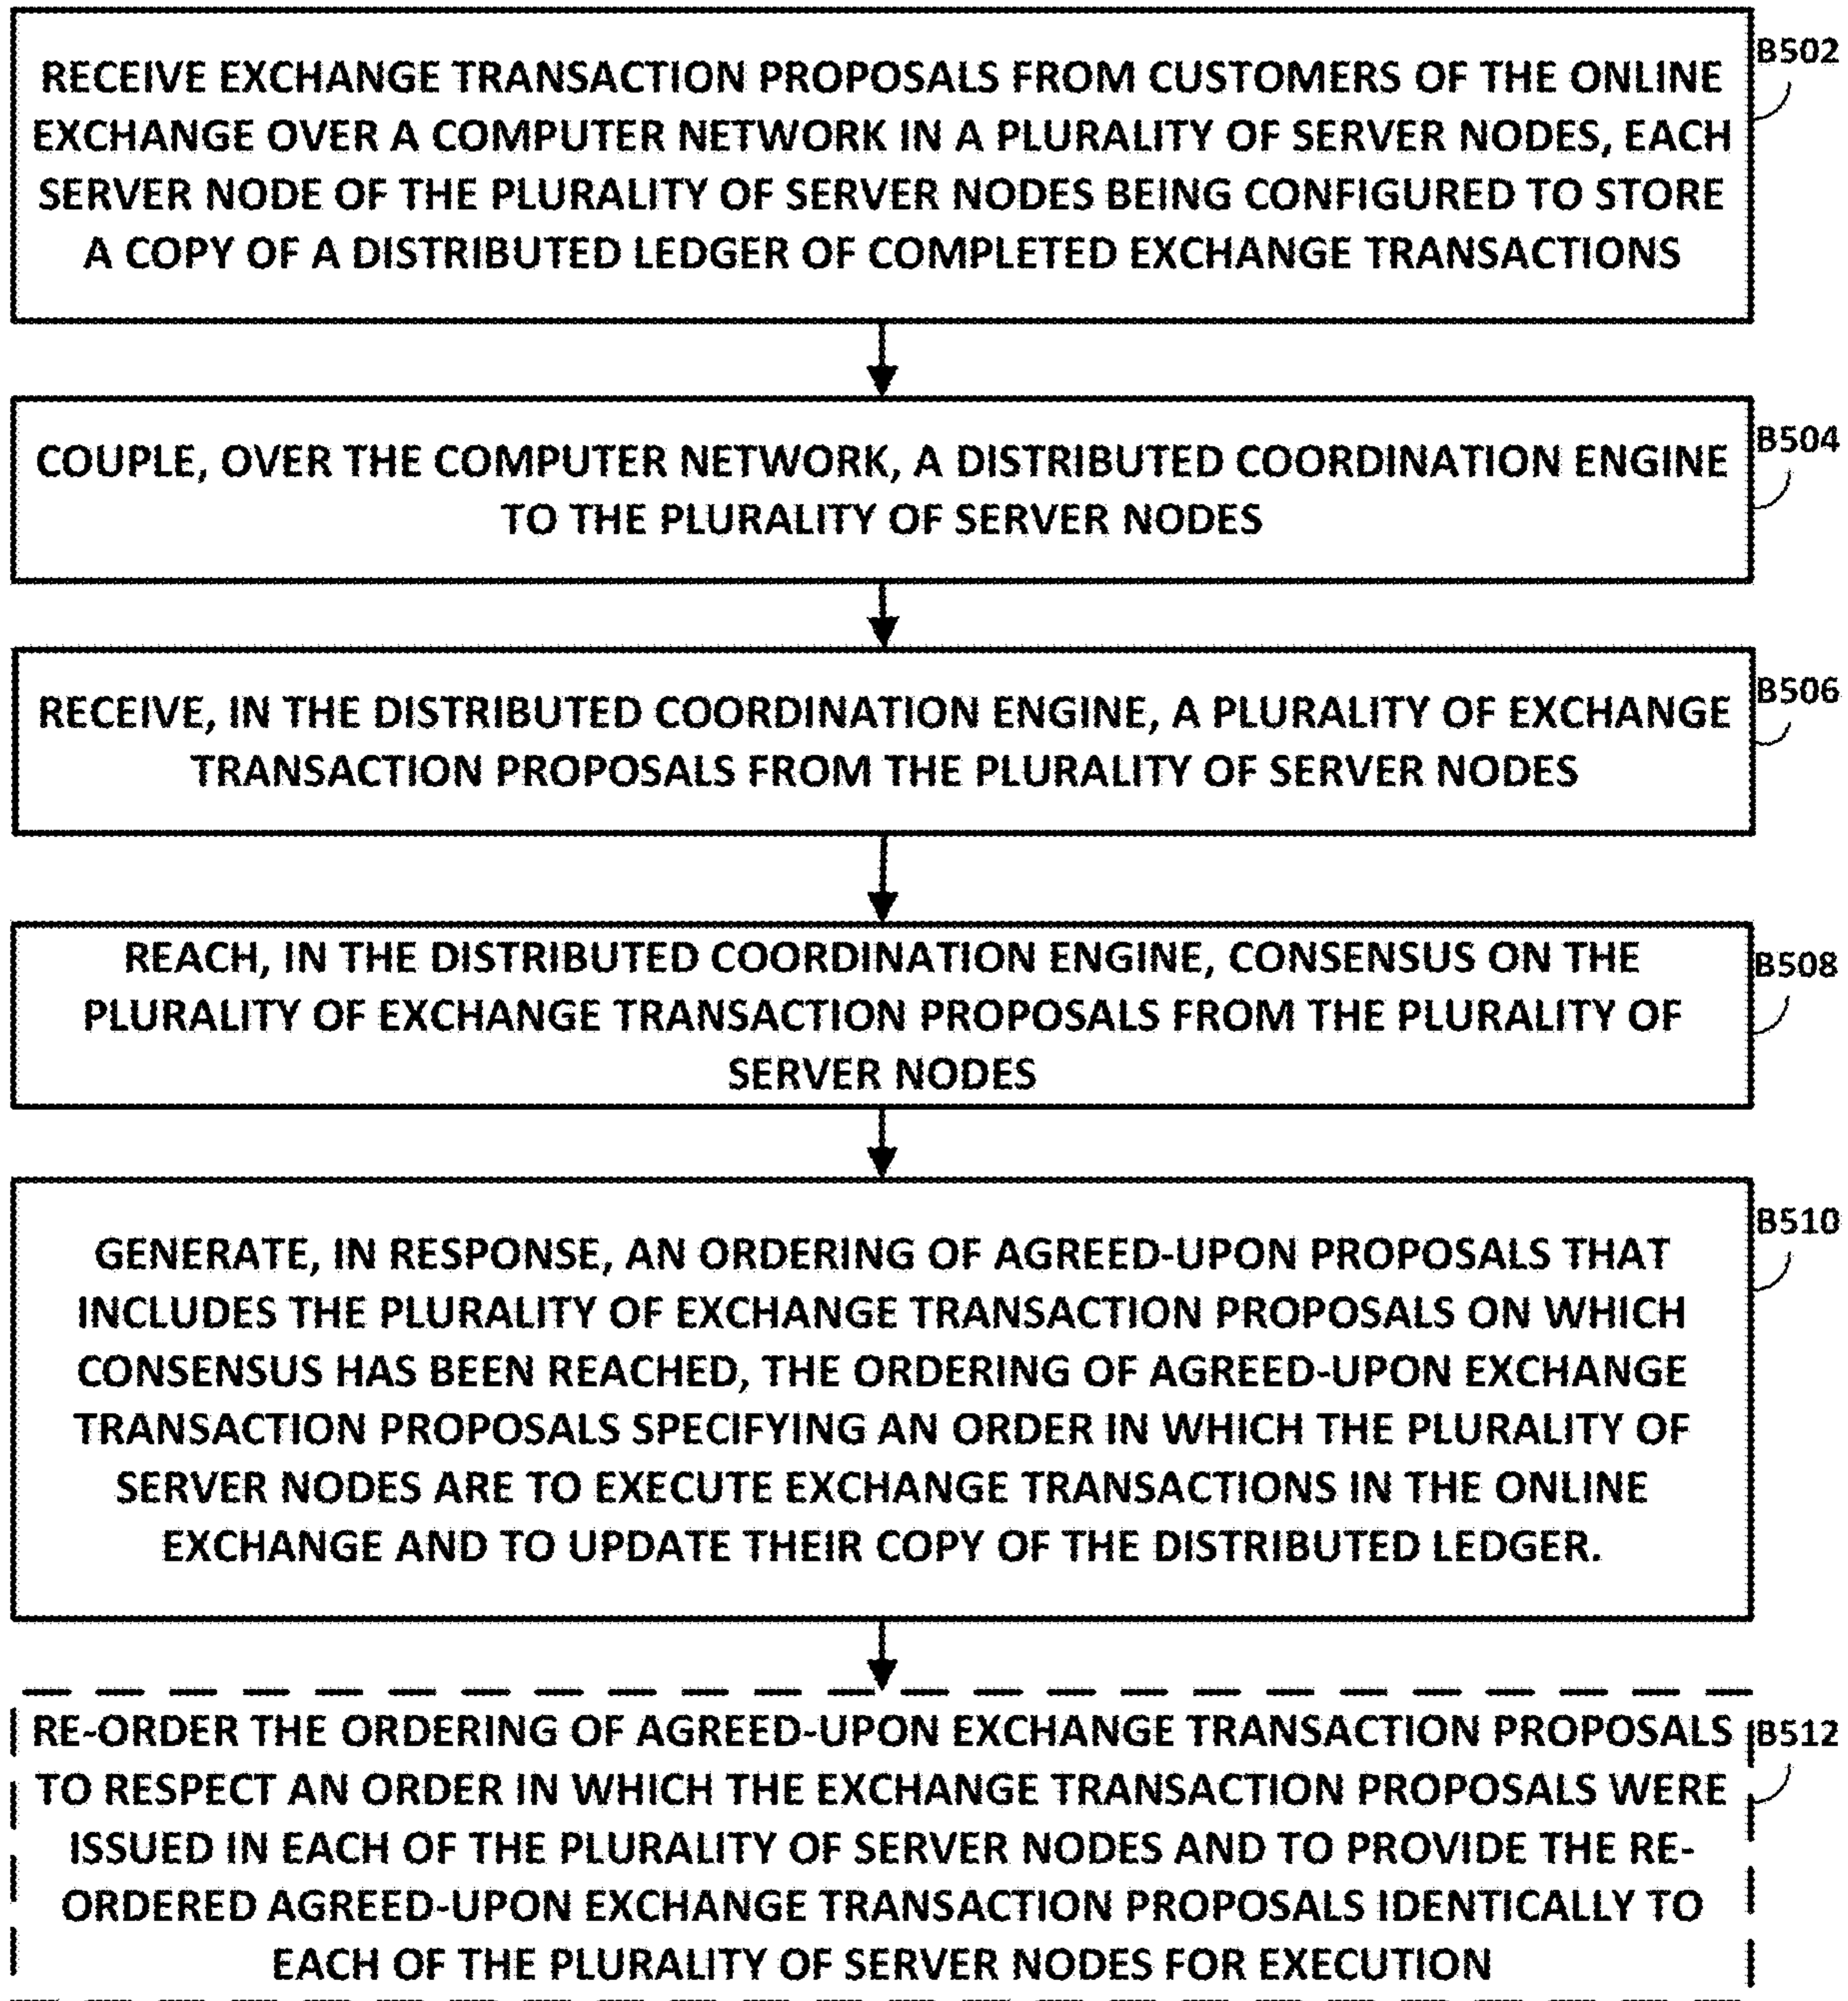 RECEIVE EXCHANGE TRANSACTION PROPOSALS FROM CUSTOMERS OF THE ONLINE
EXCHANGE OVER A COMPUTER NETWORK IN A PLURALITY OF SERVER NODES, EACH
SERVER NODE OF THE PLURALITY OF SERVER NODES BEING CONFIGURED TO STORE
A COPY OF A DISTRIBUTED LEDGER OF COMPLETED EXCHANGE TRANSACTIONS
B502
COUPLE, OVER THE COMPUTER NETWORK, A DISTRIBUTED COORDINATION ENGINE
TO THE PLURALITY OF SERVER NODES
B504
RECEIVE, IN THE DISTRIBUTED COORDINATION ENGINE, A PLURALITY OF EXCHANGE
TRANSACTION PROPOSALS FROM THE PLURALITY OF SERVER NODES
B506
REACH, IN THE DISTRIBUTED COORDINATION ENGINE, CONSENSUS ON THE
PLURALITY OF EXCHANGE TRANSACTION PROPOSALS FROM THE PLURALITY OF
SERVER NODES
B508
GENERATE, IN RESPONSE, AN ORDERING OF AGREED-UPON PROPOSALS THAT
INCLUDES THE PLURALITY OF EXCHANGE TRANSACTION PROPOSALS ON WHICH
CONSENSUS HAS BEEN REACHED, THE ORDERING OF AGREED-UPON EXCHANGE
TRANSACTION PROPOSALS SPECIFYING AN ORDER IN WHICH THE PLURALITY OF
SERVER NODES ARE TO EXECUTE EXCHANGE TRANSACTIONS IN THE ONLINE
EXCHANGE AND TO UPDATE THEIR COPY OF THE DISTRIBUTED LEDGER.
B510
RE-ORDER THE ORDERING OF AGREED-UPON EXCHANGE TRANSACTION PROPOSALS
TO RESPECT AN ORDER IN WHICH THE EXCHANGE TRANSACTION PROPOSALS WERE
ISSUED IN EACH OF THE PLURALITY OF SERVER NODES AND TO PROVIDE THE RE-
ORDERED AGREED-UPON EXCHANGE TRANSACTION PROPOSALS IDENTICALLY TO
EACH OF THE PLURALITY OF SERVER NODES FOR EXECUTION
B512